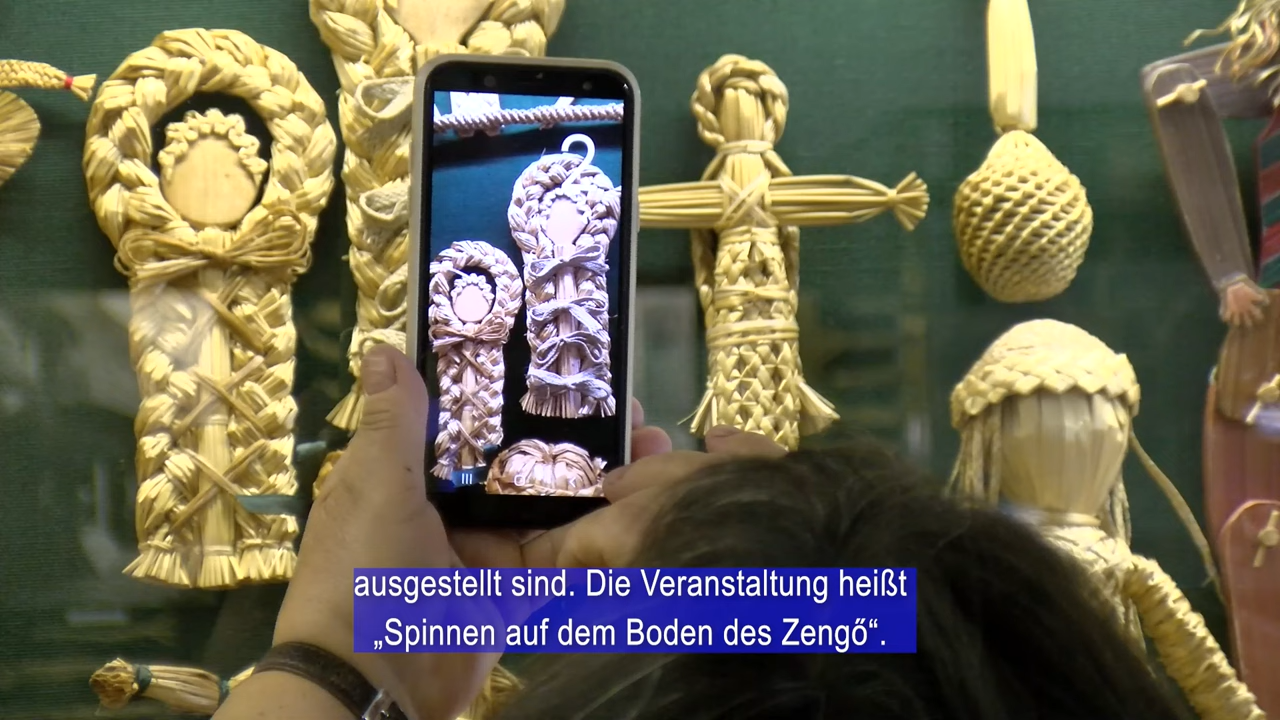 ausgestellt sind. Die Veranstaltung heißt
„Spinnen auf dem Boden des Zengő“.